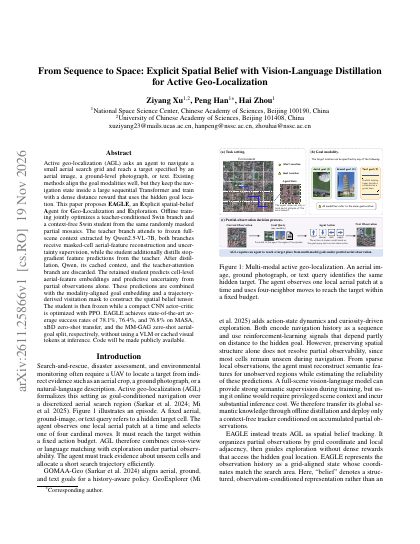 From Sequence to Space: Explicit Spatial Belief with Vision-Language Distillation
for Active Geo-Localization
Ziyang Xu1,2, Peng Han1*, Hai Zhou1
1National Space Science Center, Chinese Academy of Sciences, Beijing 100190, China
2University of Chinese Academy of Sciences, Beijing 101408, China
xuziyang23@mails.ucas.ac.cn, hanpeng@nssc.ac.cn, zhouhai@nssc.ac.cn
arXiv:2611.25866v1 [cs.RO] 19 Nov 2026
Abstract
Active geo-localization (AGL) asks an agent to navigate a
small aerial search grid and reach a target specified by an
aerial image, a ground-level photograph, or text. Existing
methods align the goal modalities well, but they keep the navi-
gation state inside a large sequential Transformer and train
with a dense distance reward that uses the hidden goal loca-
tion. This paper proposes EAGLE, an Explicit spatial-belief
Agent for Geo-Localization and Exploration. Offline train-
ing jointly optimizes a teacher-conditioned Swin branch and
a context-free Swin student from the same randomly masked
partial mosaics. The teacher branch attends to frozen full-
scene context extracted by Qwen2.5-VL-7B, both branches
receive masked-cell aerial-feature reconstruction and uncer-
tainty supervision, while the student additionally distills stop-
gradient feature predictions from the teacher. After distil-
lation, Qwen, its cached context, and the teacher-attention
branch are discarded. The retained student predicts cell-level
aerial-feature embeddings and predictive uncertainty from
partial observations alone. These predictions are combined
with the modality-aligned goal embedding and a trajectory-
derived visitation mask to construct the spatial belief tensor.
The student is then frozen while a compact CNN actor-critic
is optimized with PPO. EAGLE achieves state-of-the-art av-
erage success rates of 78.1%, 76.4%, and 76.8% on MASA,
xBD zero-shot transfer, and the MM-GAG zero-shot aerial-
goal split, respectively, without using a VLM or cached visual
tokens at inference. Code will be made publicly available.
Introduction
Search-and-rescue, disaster assessment, and environmental
monitoring often require a UAV to locate a target from indi-
rect evidence such as an aerial crop, a ground photograph, or a
natural-language description. Active geo-localization (AGL)
formalizes this setting as goal-conditioned navigation over
a discretized aerial search region (Sarkar et al. 2024, Mi
et al. 2025). Figure 1 illustrates an episode. A fixed aerial,
ground-image, or text query refers to a hidden target cell. The
agent observes one local aerial patch at a time and selects
one of four cardinal moves. It must reach the target within
a fixed action budget. AGL therefore combines cross-view
or language matching with exploration under partial observ-
ability. The agent must track evidence about unseen cells and
allocate a short search trajectory efficiently.
GOMAA-Geo (Sarkar et al. 2024) aligns aerial, ground,
and text goals for a history-aware policy. GeoExplorer (Mi
*Corresponding author.
Figure 1: Multi-modal active geo-localization. An aerial im-
age, ground photograph, or text query identifies the same
hidden target. The agent observes one local aerial patch at a
time and uses four-neighbor moves to reach the target within
a fixed budget.
et al. 2025) adds action-state dynamics and curiosity-driven
exploration. Both encode navigation history as a sequence
and use reinforcement-learning signals that depend partly
on distance to the hidden goal. However, preserving spatial
structure alone does not resolve partial observability, since
most cells remain unseen during navigation. From sparse
local observations, the agent must reconstruct semantic fea-
tures for unobserved regions while estimating the reliability
of these predictions. A full-scene vision-language model can
provide strong semantic supervision during training, but us-
ing it online would require privileged scene context and incur
substantial inference cost. We therefore transfer its global se-
mantic knowledge through offline distillation and deploy only
a context-free tracker conditioned on accumulated partial ob-
servations.
EAGLE instead treats AGL as spatial belief tracking. It
organizes partial observations by grid coordinate and local
adjacency, then guides exploration without dense rewards
that access the hidden goal location. EAGLE represents the
observation history as a grid-aligned state whose coordinates
match the search area. Here, "belief" denotes a struc-
tured, observation-conditioned representation rather than an